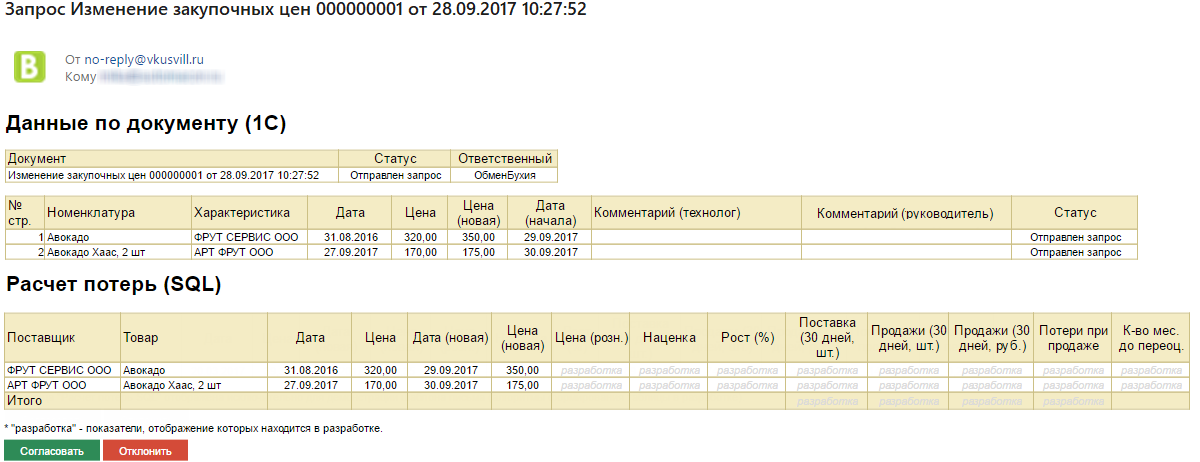 Запрос Изменение закупочных цен 000000001 от 28.09.2017 10:27:52
B
От no-reply@vkusvill.ru
Кому
Данные по документу (1С)
Документ Статус Ответственный
Изменение закупочных цен 000000001 от 28.09.2017 10:27:52 Отправлен запрос ОбменБухия
№ стр. Номенклатура Характеристика Дата Цена Цена (новая) Дата (начала) Комментарий (технолог) Комментарий (руководитель) Статус
1 Авокадо ФРУТ СЕРВИС ООО 31.08.2016 320,00 350,00 29.09.2017 Отправлен запрос
2 Авокадо Хаас, 2 шт АРТ ФРУТ ООО 27.09.2017 170,00 175,00 30.09.2017 Отправлен запрос
Расчет потерь (SQL)
Поставщик Товар Дата Цена Дата (новая) Цена (новая) Цена (розн.) Наценка Рост (%) Поставка (30 дней, шт.) Продажи (30 дней, шт.) Продажи (30 дней, руб.) Потери при продаже К-во мес. до переоц.
ФРУТ СЕРВИС ООО Авокадо 31.08.2016 320,00 29.09.2017 350,00 разработка разработка разработка разработка разработка разработка разработка разработка
АРТ ФРУТ ООО Авокадо Хаас, 2 шт 27.09.2017 170,00 30.09.2017 175,00 разработка разработка разработка разработка разработка разработка разработка разработка
Итого разработка разработка разработка разработка
* "разработка" - показатели, отображение которых находится в разработке.
Согласовать Отклонить